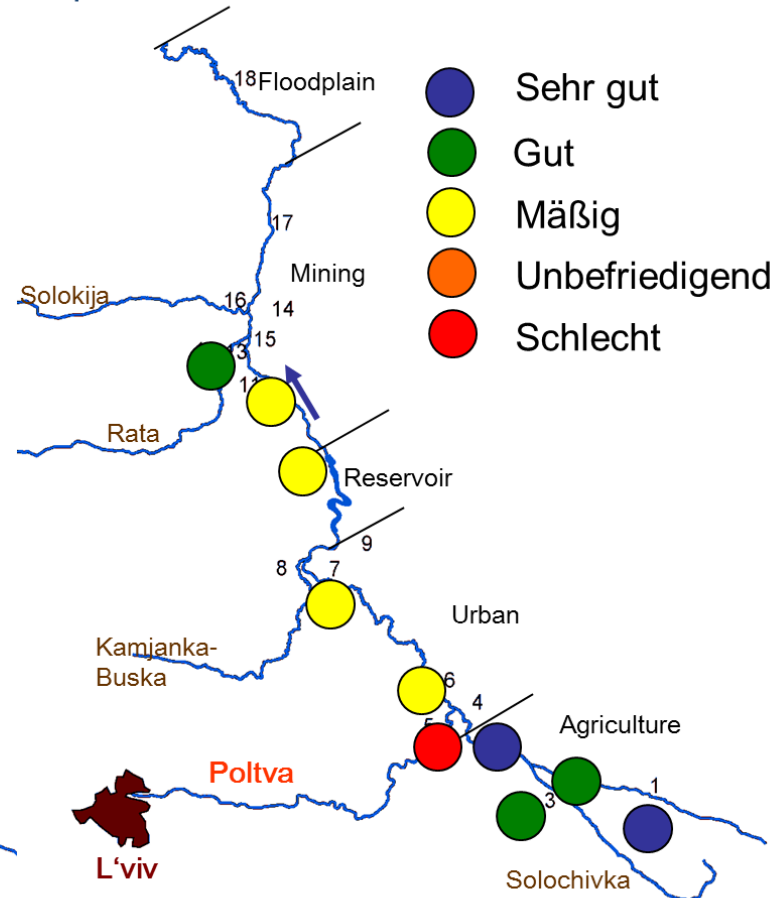 18 Floodplain
Sehr gut
Gut
Mäßig
Unbefriedigend
Schlecht
17
Mining
Solokija
16
14
15
13
11
Rata
Reservoir
9
8
7
Urban
Kamjanka-
Buska
6
4
5
Agriculture
Poltva
1
3
L'viv
Solochivka